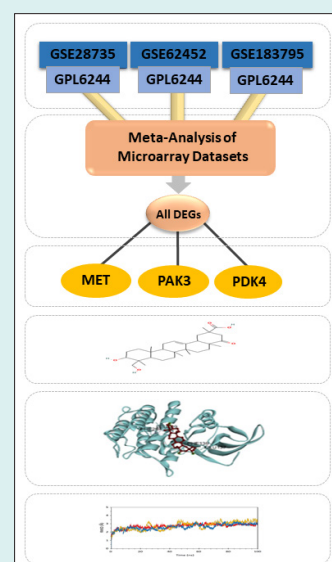 GSE28735 GSE62452 GSE183795
GPL6244 GPL6244 GPL6244
Meta-Analysis of
Microarray Datasets
All DEGs
MET PAK3 PDK4